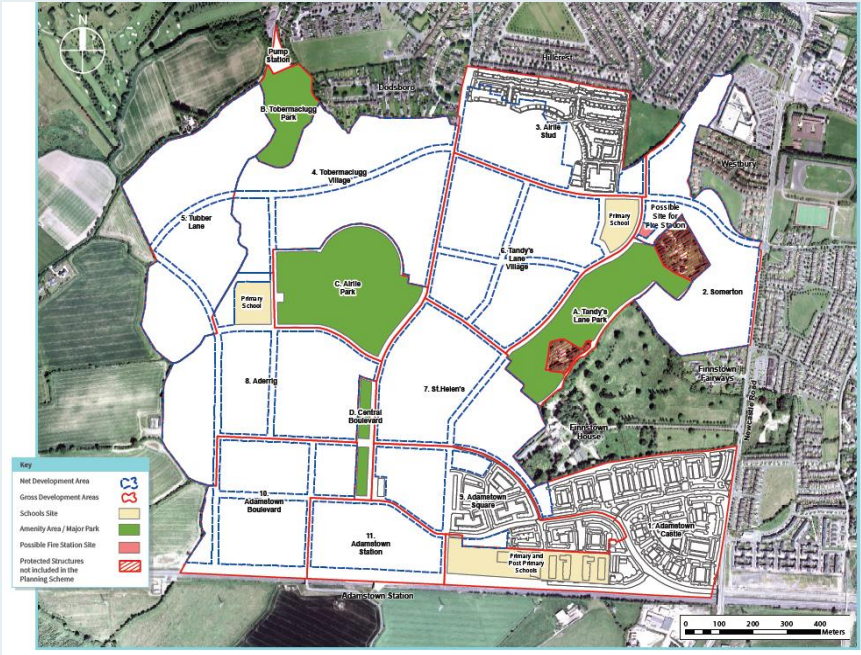 N
Pump
Station
Hillcrest
Dodsboro
B. Tobermaclugg
Park
3. Airlie
Stud
Westbury
4. Tobermaclugg
Village
5. Tubber
Lane
Primary
School
Possible
Site for
Fire Station
6. Tandy's
Lane
Village
C. Airlie
Park
2. Somerton
Primary
School
A. Tandy's
Lane Park
8. Aderrig
7. St.Helen's
Finnstown
Fairways
Newcastle Road
D. Central
Boulevard
Finnstown
House
Key
Net Development Area
Gross Development Areas
Schools Site
Amenity Area / Major Park
Possible Fire Station Site
Protected Structures
not included in the
Planning Scheme
10.
Adametown
Boulevard
9. Adametown
Square
1. Adametown
Castle
11.
Adametown
Station
Primary and
Post Primary
Schools
Adamstown Station
0 50 100 200 300 400
Meters